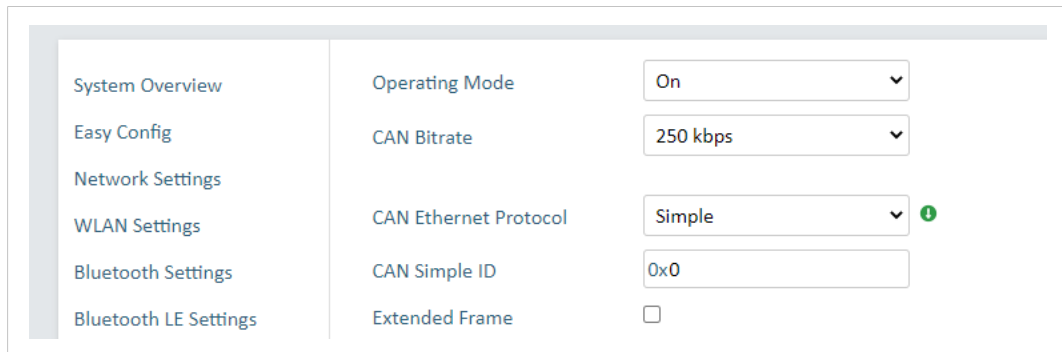 System Overview
Easy Config
Network Settings
WLAN Settings
Bluetooth Settings
Bluetooth LE Settings
Operating Mode On
CAN Bitrate 250 kbps
CAN Ethernet Protocol Simple
CAN Simple ID 0x0
Extended Frame